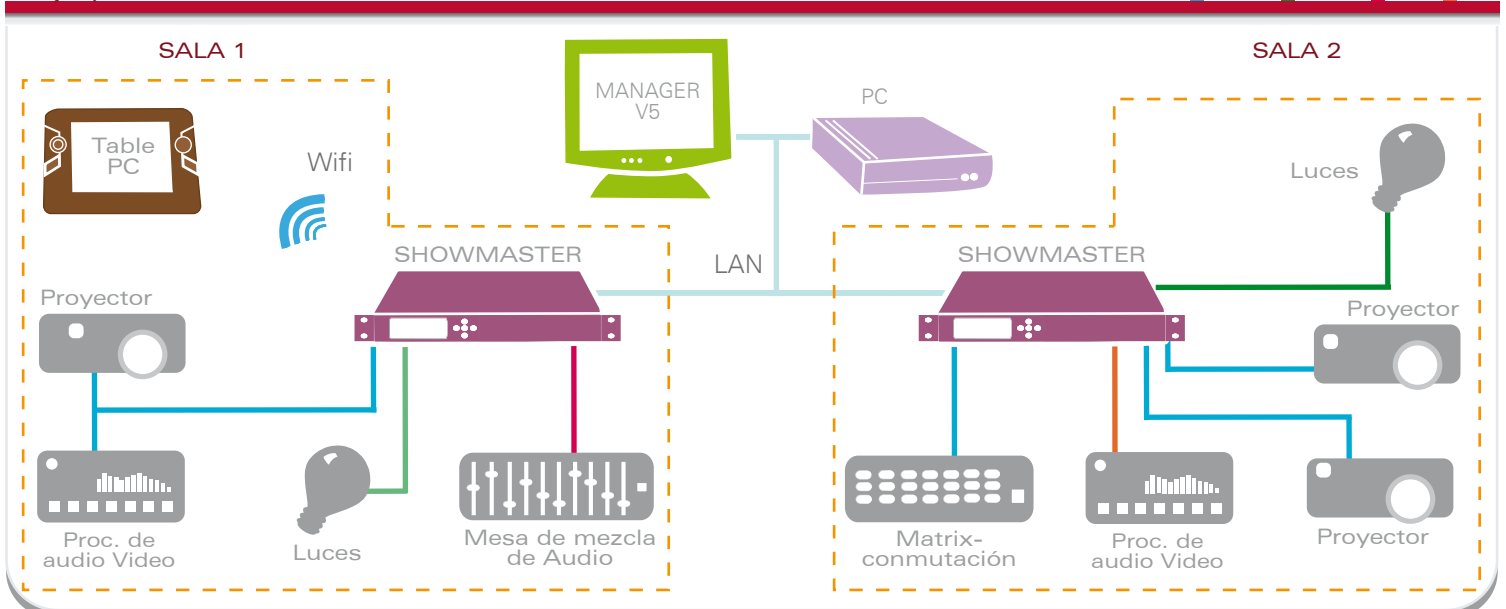 SALA 1
SALA 2
MANAGER
V5
PC
Table
PC
Wifi
Luces
SHOWMASTER
LAN
SHOWMASTER
Proyector
Proyector
Proc. de
audio Video
Luces
Mesa de mezcla
de Audio
Matrix-
conmutación
Proc. de
audio Video
Proyector